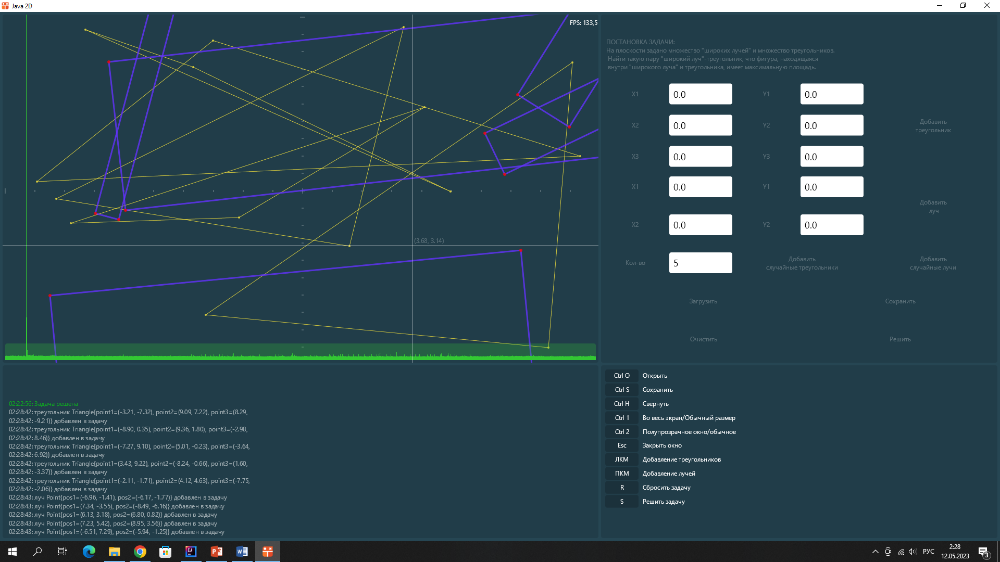 Java 2D
FPS: 133,5
(3.68, 3.14)
ПОСТАНОВКА ЗАДАЧИ:
На плоскости задано множество "широких лучей" и множество треугольников.
Найти такую пару "широкий луч"-треугольник, что фигура, находящаяся
внутри "широкого луча" и треугольника, имеет максимальную площадь.
X1 0.0 Y1 0.0
X2 0.0 Y2 0.0
Добавить
треугольник
X3 0.0 Y3 0.0
X1 0.0 Y1 0.0
Добавить
луч
X2 0.0 Y2 0.0
Кол-во 5
Добавить
случайные треугольники
Добавить
случайные лучи
Загрузить Сохранить
Очистить Решить
02:22:56: Задача решена
02:28:42: треугольник Triangle{point1=(-3.21, -7.32), point2=(9.09, 7.22), point3=(8.29,
02:28:42: -9.21)} добавлен в задачу
02:28:42: треугольник Triangle{point1=(-8.90, 0.35), point2=(9.36, 1.80), point3=(-2.98,
02:28:42: 8.46)} добавлен в задачу
02:28:42: треугольник Triangle{point1=(-7.27, 9.10), point2=(5.01, -0.23), point3=(-3.64,
02:28:42: 6.92)} добавлен в задачу
02:28:42: треугольник Triangle{point1=(3.43, 9.22), point2=(-8.24, -0.66), point3=(1.60,
02:28:42: -3.37)} добавлен в задачу
02:28:42: треугольник Triangle{point1=(-2.11, -1.71), point2=(4.12, 4.63), point3=(-7.75,
02:28:42: -2.06)} добавлен в задачу
02:28:43: луч Point{pos1=(-6.96, -1.41), pos2=(-6.17, -1.77)} добавлен в задачу
02:28:43: луч Point{pos1=(7.34, -3.55), pos2=(-8.49, -6.16)} добавлен в задачу
02:28:43: луч Point{pos1=(6.13, 3.18), pos2=(6.80, 0.82)} добавлен в задачу
02:28:43: луч Point{pos1=(7.23, 5.42), pos2=(8.95, 3.56)} добавлен в задачу
02:28:43: луч Point{pos1=(-6.51, 7.29), pos2=(-5.94, -1.25)} добавлен в задачу
Ctrl O Открыть
Ctrl S Сохранить
Ctrl H Свернуть
Ctrl 1 Во весь экран/Обычный размер
Ctrl 2 Полупрозрачное окно/обычное
Esc Закрыть окно
ЛКМ Добавление треугольников
ПКМ Добавление лучей
R Сбросить задачу
S Решить задачу
РУС
2:28
12.05.2023
3